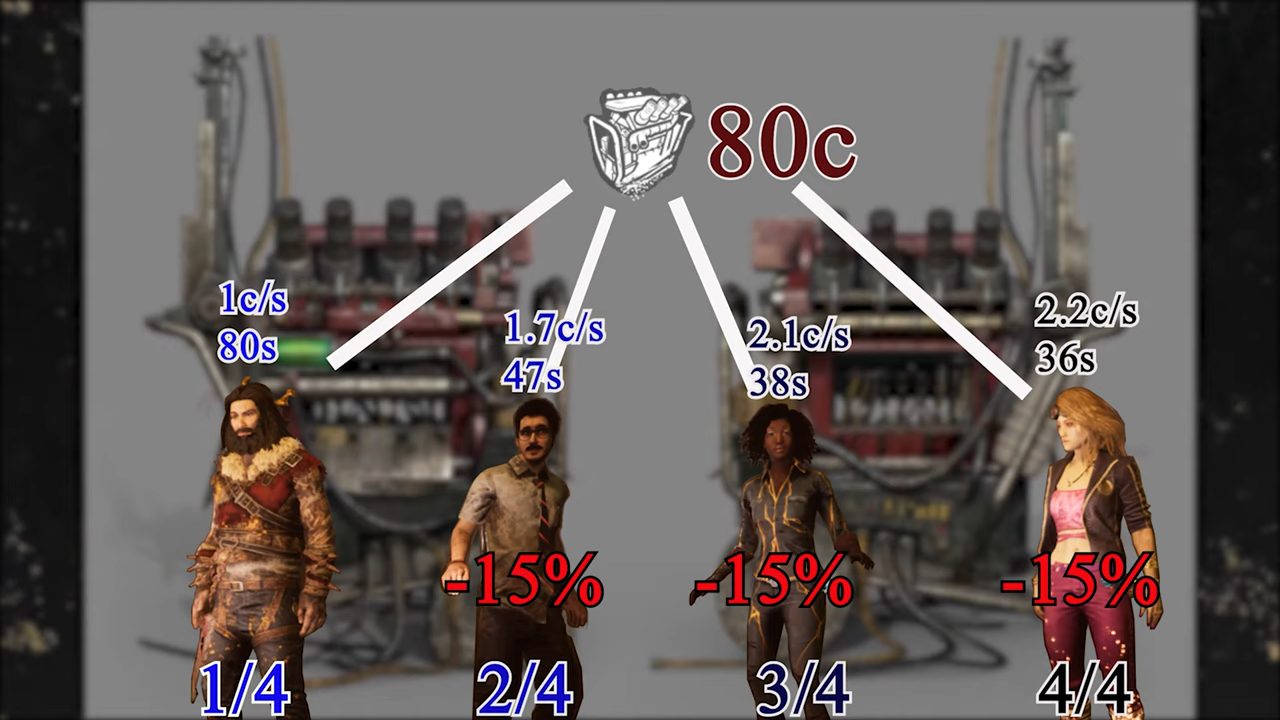 80c
1c/s
80s
1.7c/s
47s
2.1c/s
38s
2.2c/s
36s
-15%
-15%
-15%
1/4
2/4
3/4
4/4